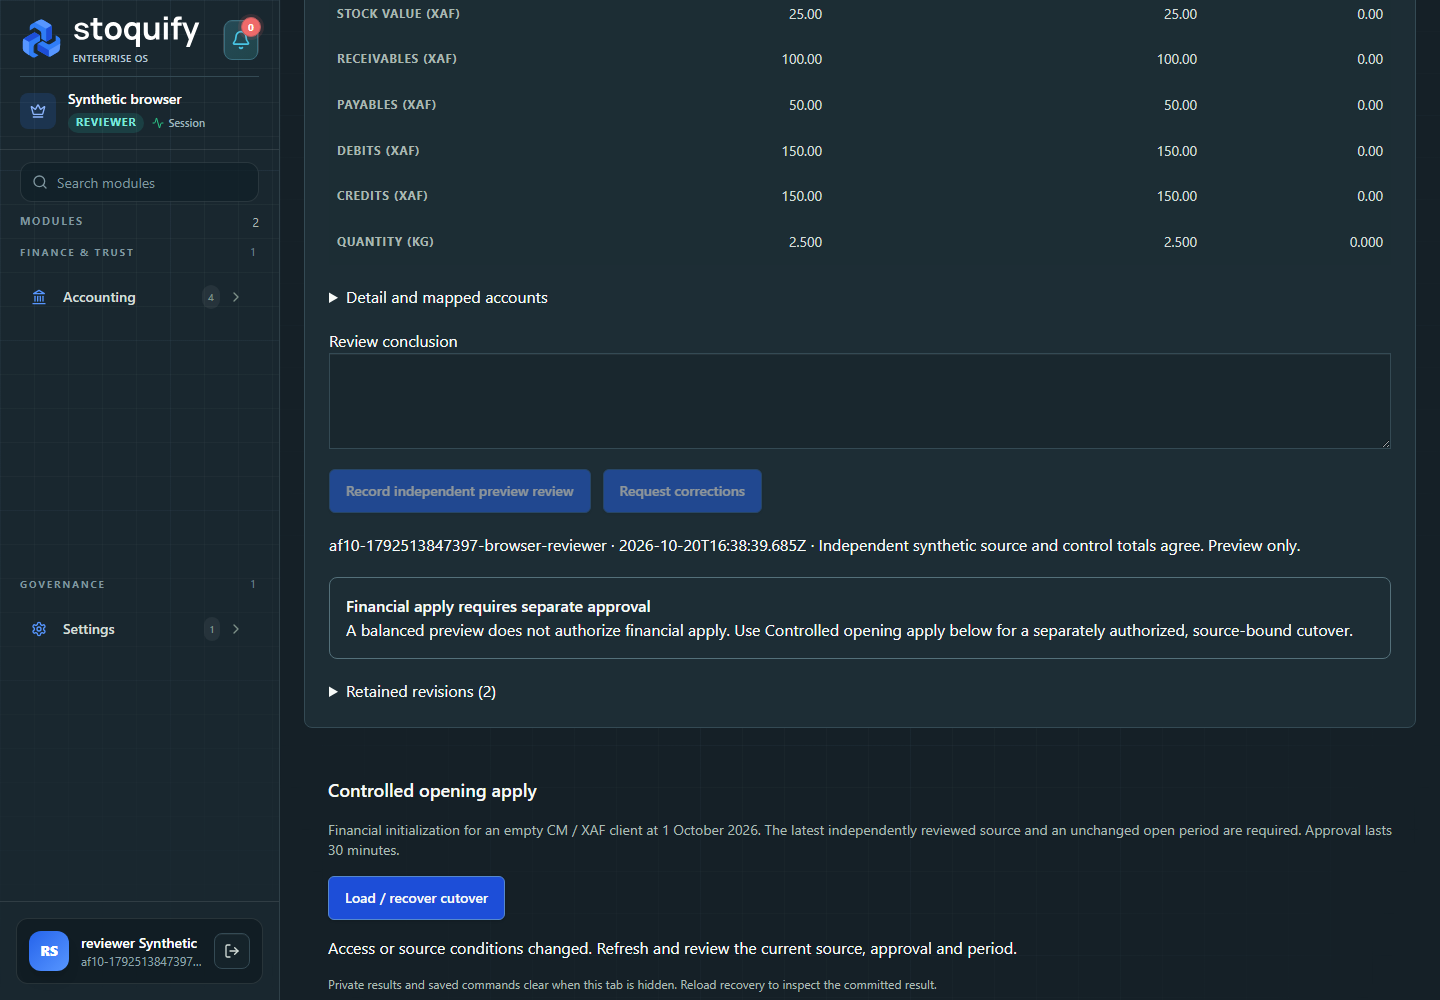 stoquify
ENTERPRISE OS
0
Synthetic browser
REVIEWER Session
Search modules
MODULES 2
FINANCE & TRUST 1
Accounting 4
GOVERNANCE 1
Settings 1
RS
reviewer Synthetic
af10-1792513847397...
STOCK VALUE (XAF) 25.00 25.00 0.00
RECEIVABLES (XAF) 100.00 100.00 0.00
PAYABLES (XAF) 50.00 50.00 0.00
DEBITS (XAF) 150.00 150.00 0.00
CREDITS (XAF) 150.00 150.00 0.00
QUANTITY (KG) 2.500 2.500 0.000
Detail and mapped accounts
Review conclusion
Record independent preview review Request corrections
af10-1792513847397-browser-reviewer · 2026-10-20T16:38:39.685Z · Independent synthetic source and control totals agree. Preview only.
Financial apply requires separate approval
A balanced preview does not authorize financial apply. Use Controlled opening apply below for a separately authorized, source-bound cutover.
Retained revisions (2)
Controlled opening apply
Financial initialization for an empty CM / XAF client at 1 October 2026. The latest independently reviewed source and an unchanged open period are required. Approval lasts
30 minutes.
Load / recover cutover
Access or source conditions changed. Refresh and review the current source, approval and period.
Private results and saved commands clear when this tab is hidden. Reload recovery to inspect the committed result.